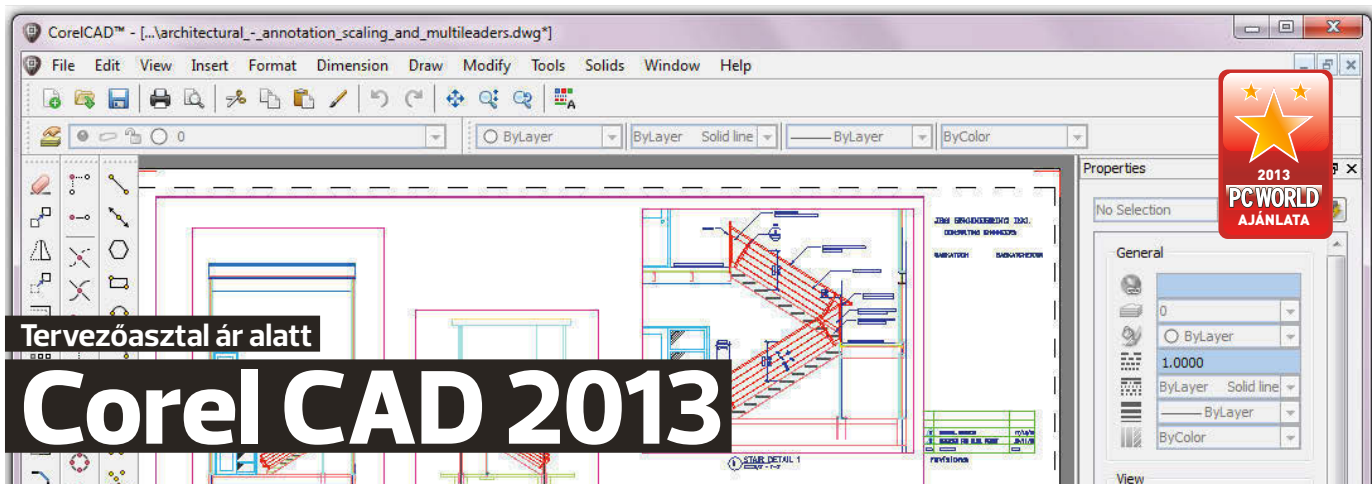 CorelCAD™ - [...\architectural_-_annotation_scaling_and_multileaders.dwg*]
File Edit View Insert Format Dimension Draw Modify Tools Solids Window Help
0 ByLayer ByLayer Solid line ByLayer ByColor
Properties
No Selection
2013
PC WORLD
AJÁNLATA
General
0
ByLayer
1.0000
ByLayer Solid line
ByLayer
ByColor
View
STAIR DETAIL 1
revisions
Tervezőasztal ár alatt
Corel CAD 2013